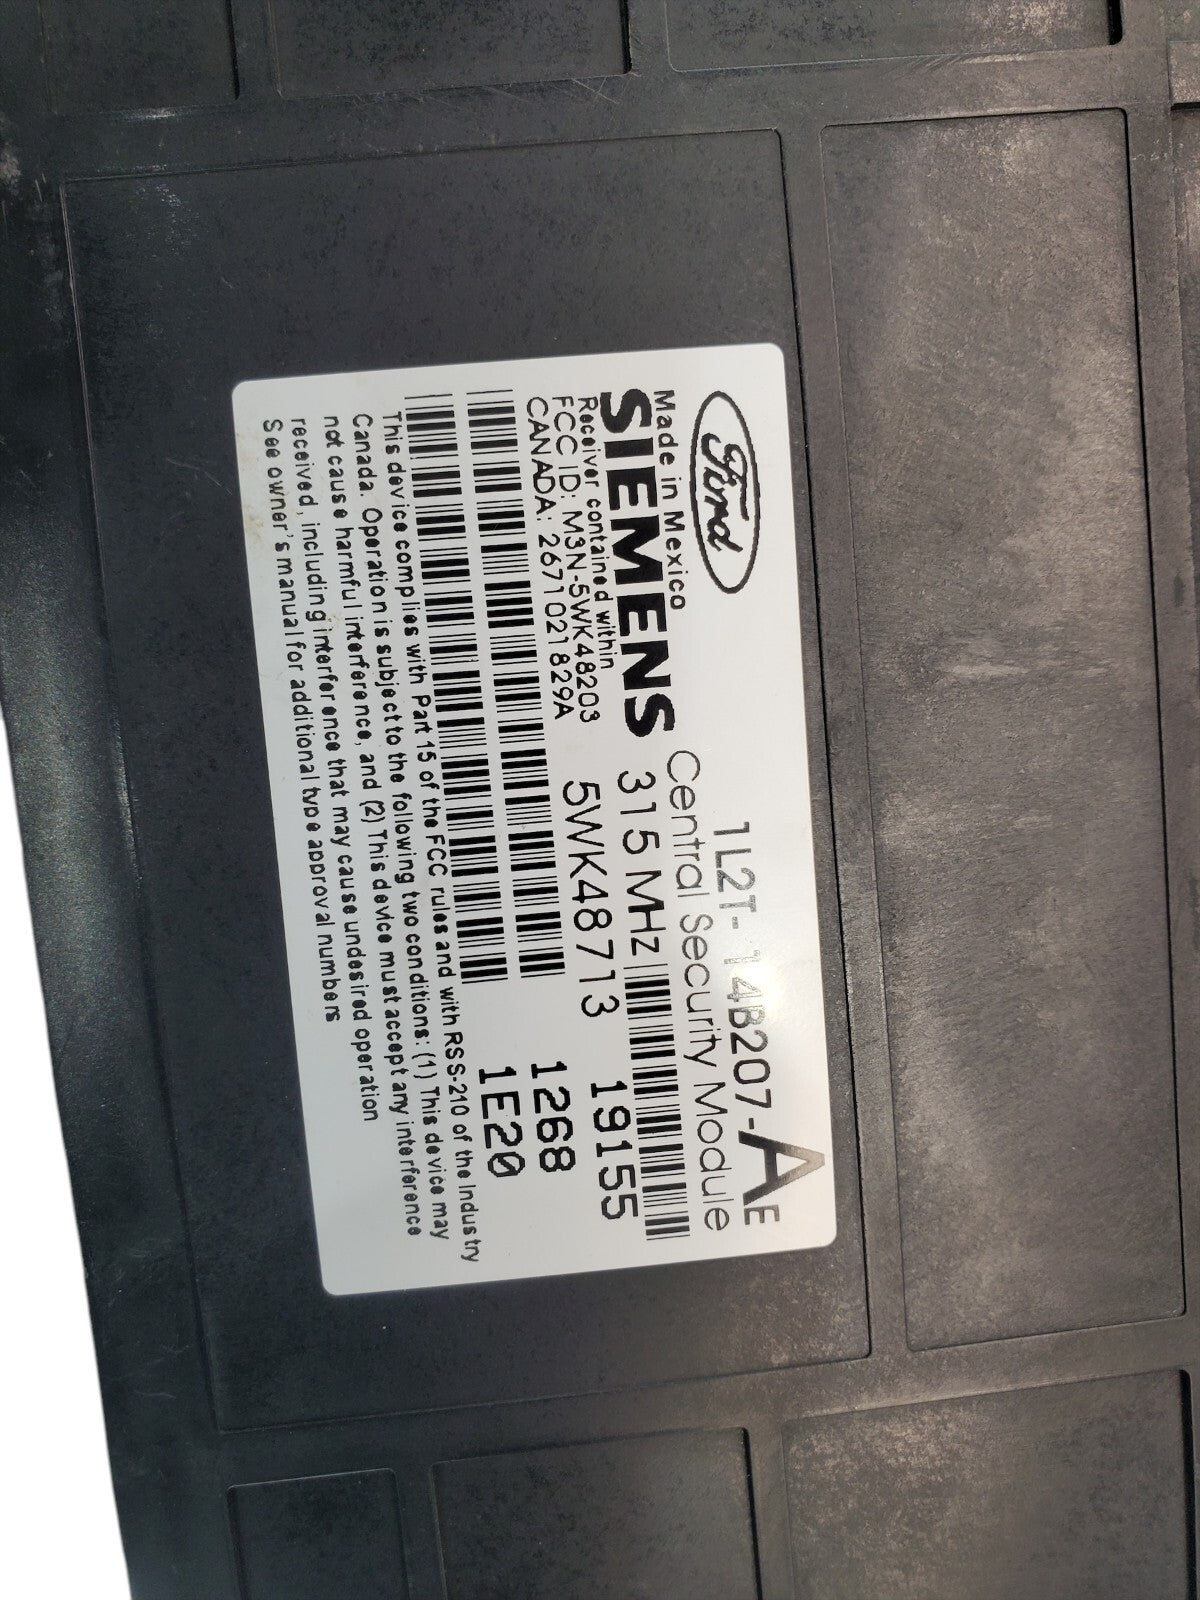 Ford
1L2T-14B207-AE
Made in Mexico
Central Security Module
SIEMENS 315 MHz
Receiver contained within
FCC ID: M3N-5WK48203
CANADA: 2671021829A
5WK48713
19155
1268
1E20
This device complies with Part 15 of the FCC rules and with RSS-210 of the Industry
Canada. Operation is subject to the following two conditions: (1) This device may
not cause harmful interference, and (2) This device must accept any interference
received, including interference that may cause undesired operation
See owner's manual for additional type approval numbers